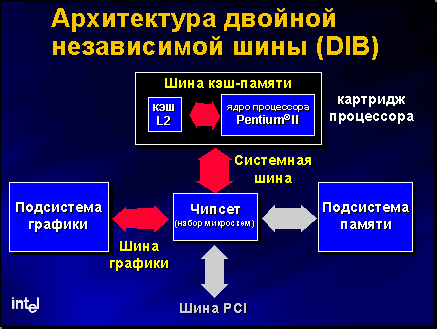 Архитектура двойной
независимой шины (DIB)
Шина кэш-памяти
кэш
L2
ядро процессора
Pentium®II
картридж
процессора
Системная
шина
Подсистема
графики
Чипсет
(набор микросхем)
Подсистема
памяти
Шина
графики
Шина PCI
intel